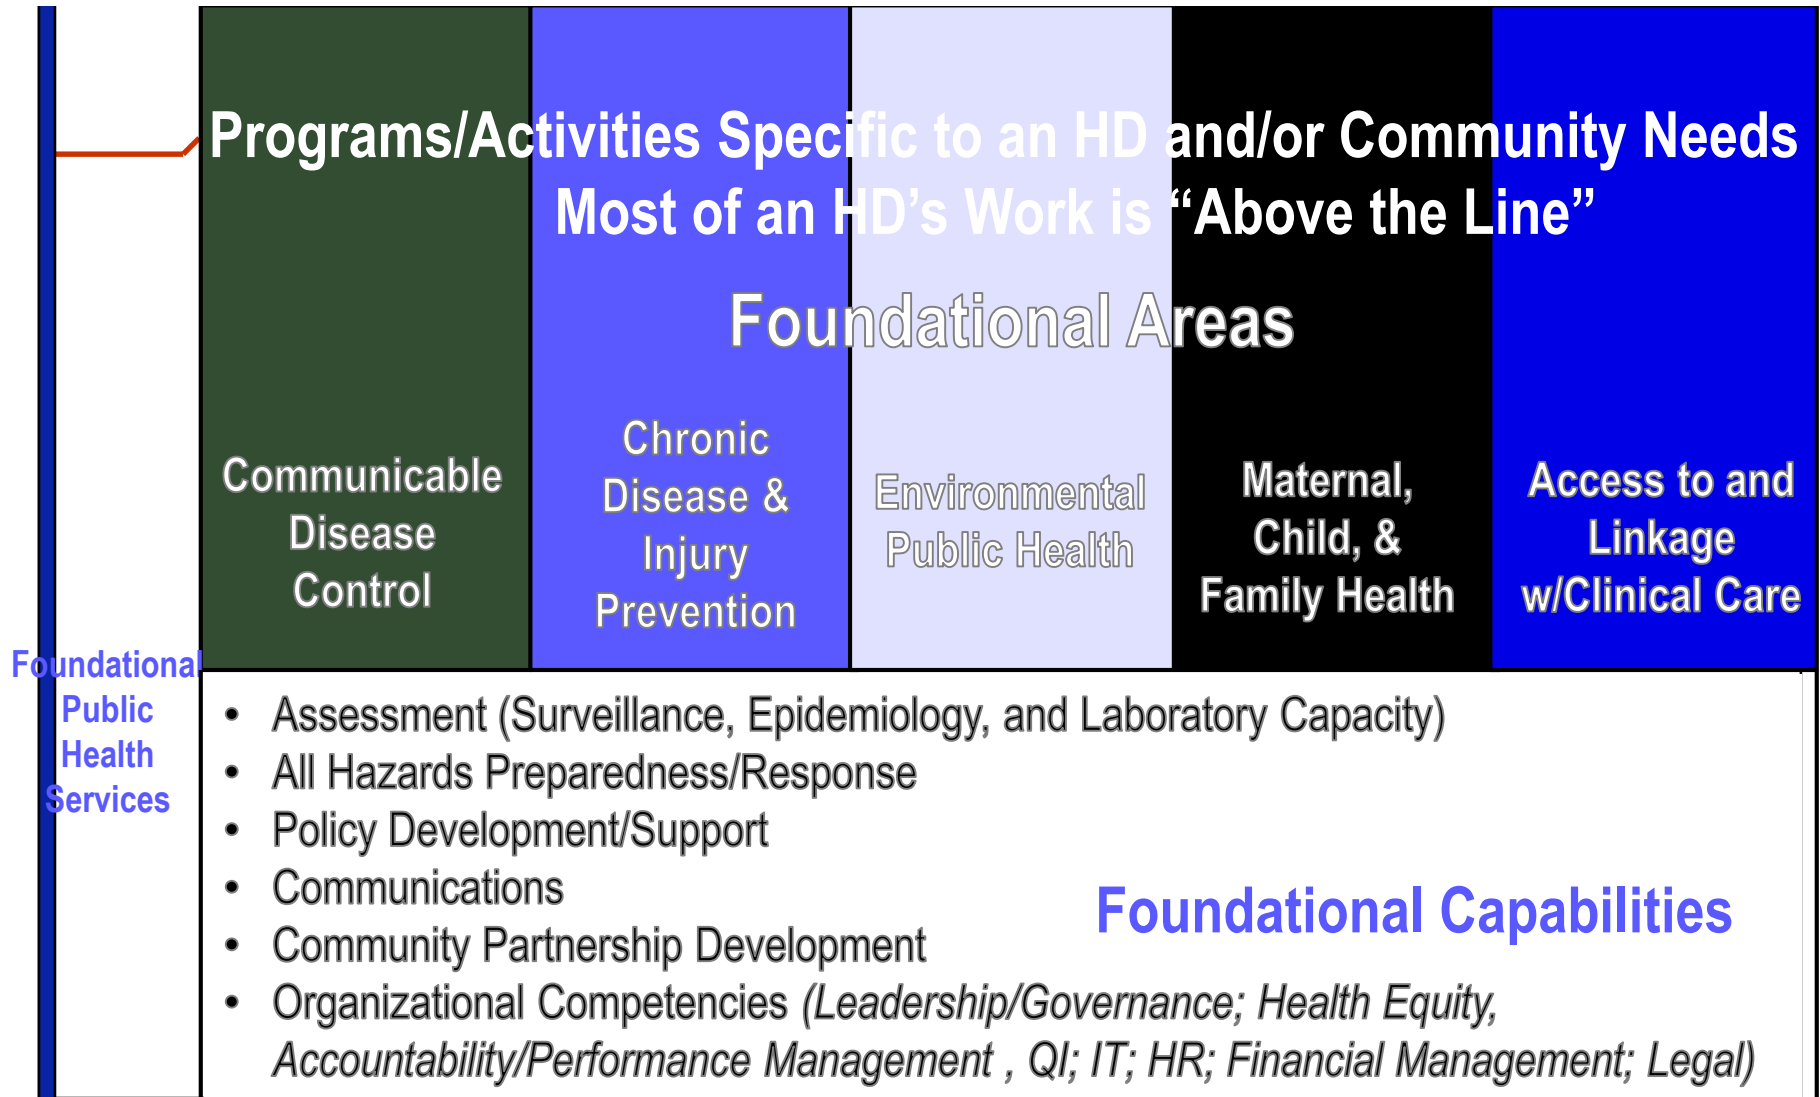 Programs/Activities Specific to an HD and/or Community Needs
Most of an HD’s Work is “Above the Line”
Foundational Areas
Communicable
Disease
Control
Chronic
Disease &
Injury
Prevention
Environmental
Public Health
Maternal,
Child, &
Family Health
Access to and
Linkage
w/Clinical Care
Foundational
Public
Health
Services
• Assessment (Surveillance, Epidemiology, and Laboratory Capacity)
• All Hazards Preparedness/Response
• Policy Development/Support
• Communications
• Community Partnership Development
• Organizational Competencies (Leadership/Governance; Health Equity,
Accountability/Performance Management , QI; IT; HR; Financial Management; Legal)
Foundational Capabilities